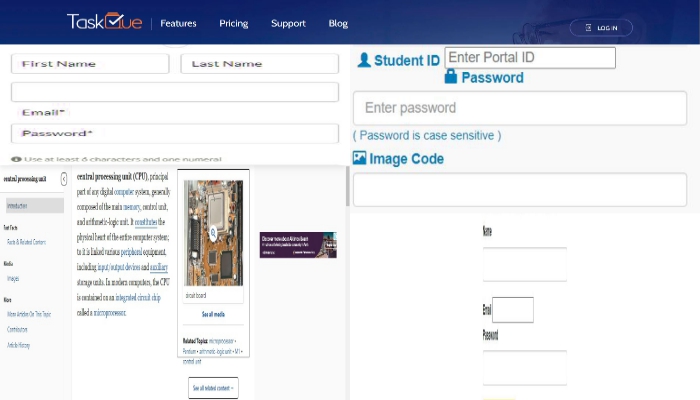 TaskQue
Features
Pricing
Support
Blog
LOG IN
First Name
Last Name
Email*
Password*
Use at least 8 characters and one numeral
Student ID
Enter Portal ID
Password
Enter password
( Password is case sensitive )
Image Code
central processing unit
Introduction
Fast Facts
Facts & Related Content
Media
Images
More
More Articles On This Topic
Contributors
Article History
central processing unit (CPU), principal
part of any digital computer system, generally
composed of the main memory, control unit,
and arithmetic-logic unit. It constitutes the
physical heart of the entire computer system;
to it is linked various peripheral equipment,
including input/output devices and auxiliary
storage units. In modern computers, the CPU
is contained on an integrated circuit chip
called a microprocessor.
circuit board
See all media
Related Topics: microprocessor •
Pentium • arithmetic logic unit • M1 •
control unit
See all related content
Name
Email
Password